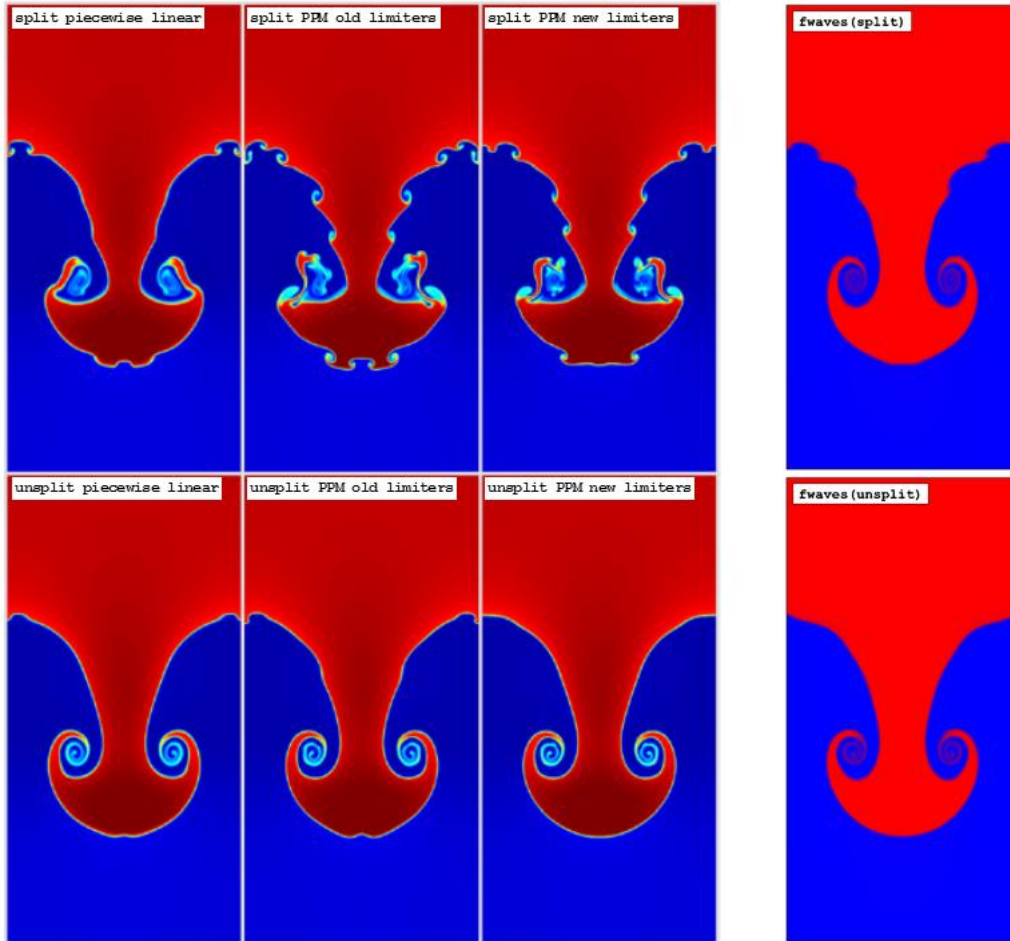 split piecewise linear
split PPM old limiters
split PPM new limiters
fwaves(split)
unsplit piecewise linear
unsplit PPM old limiters
unsplit PPM new limiters
fwaves(unsplit)